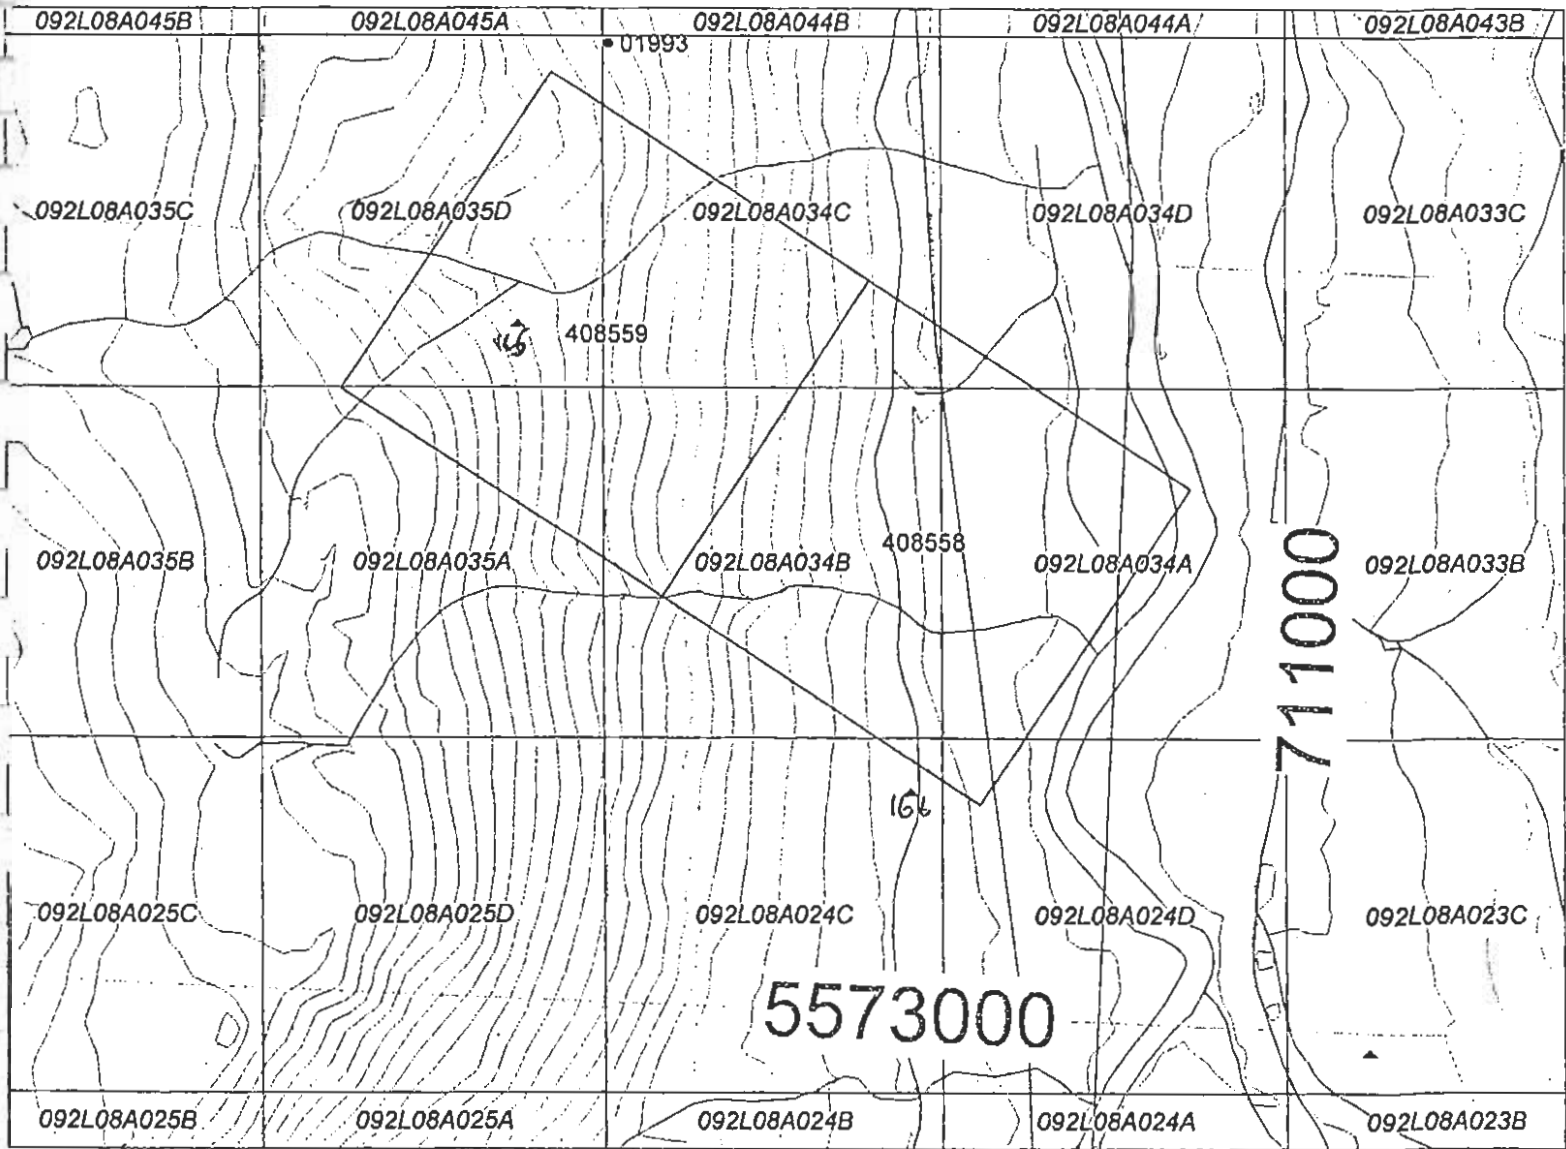 092L08A045B 092L08A045A 092L08A044B 092L08A044A 092L08A043B
01993
092L08A035C 092L08A035D 092L08A034C 092L08A034D 092L08A033C
408559
408558
092L08A035B 092L08A035A 092L08A034B 092L08A034A 092L08A033B
711000
092L08A025C 092L08A025D 092L08A024C 092L08A024D 092L08A023C
5573000
092L08A025B 092L08A025A 092L08A024B 092L08A024A 092L08A023B